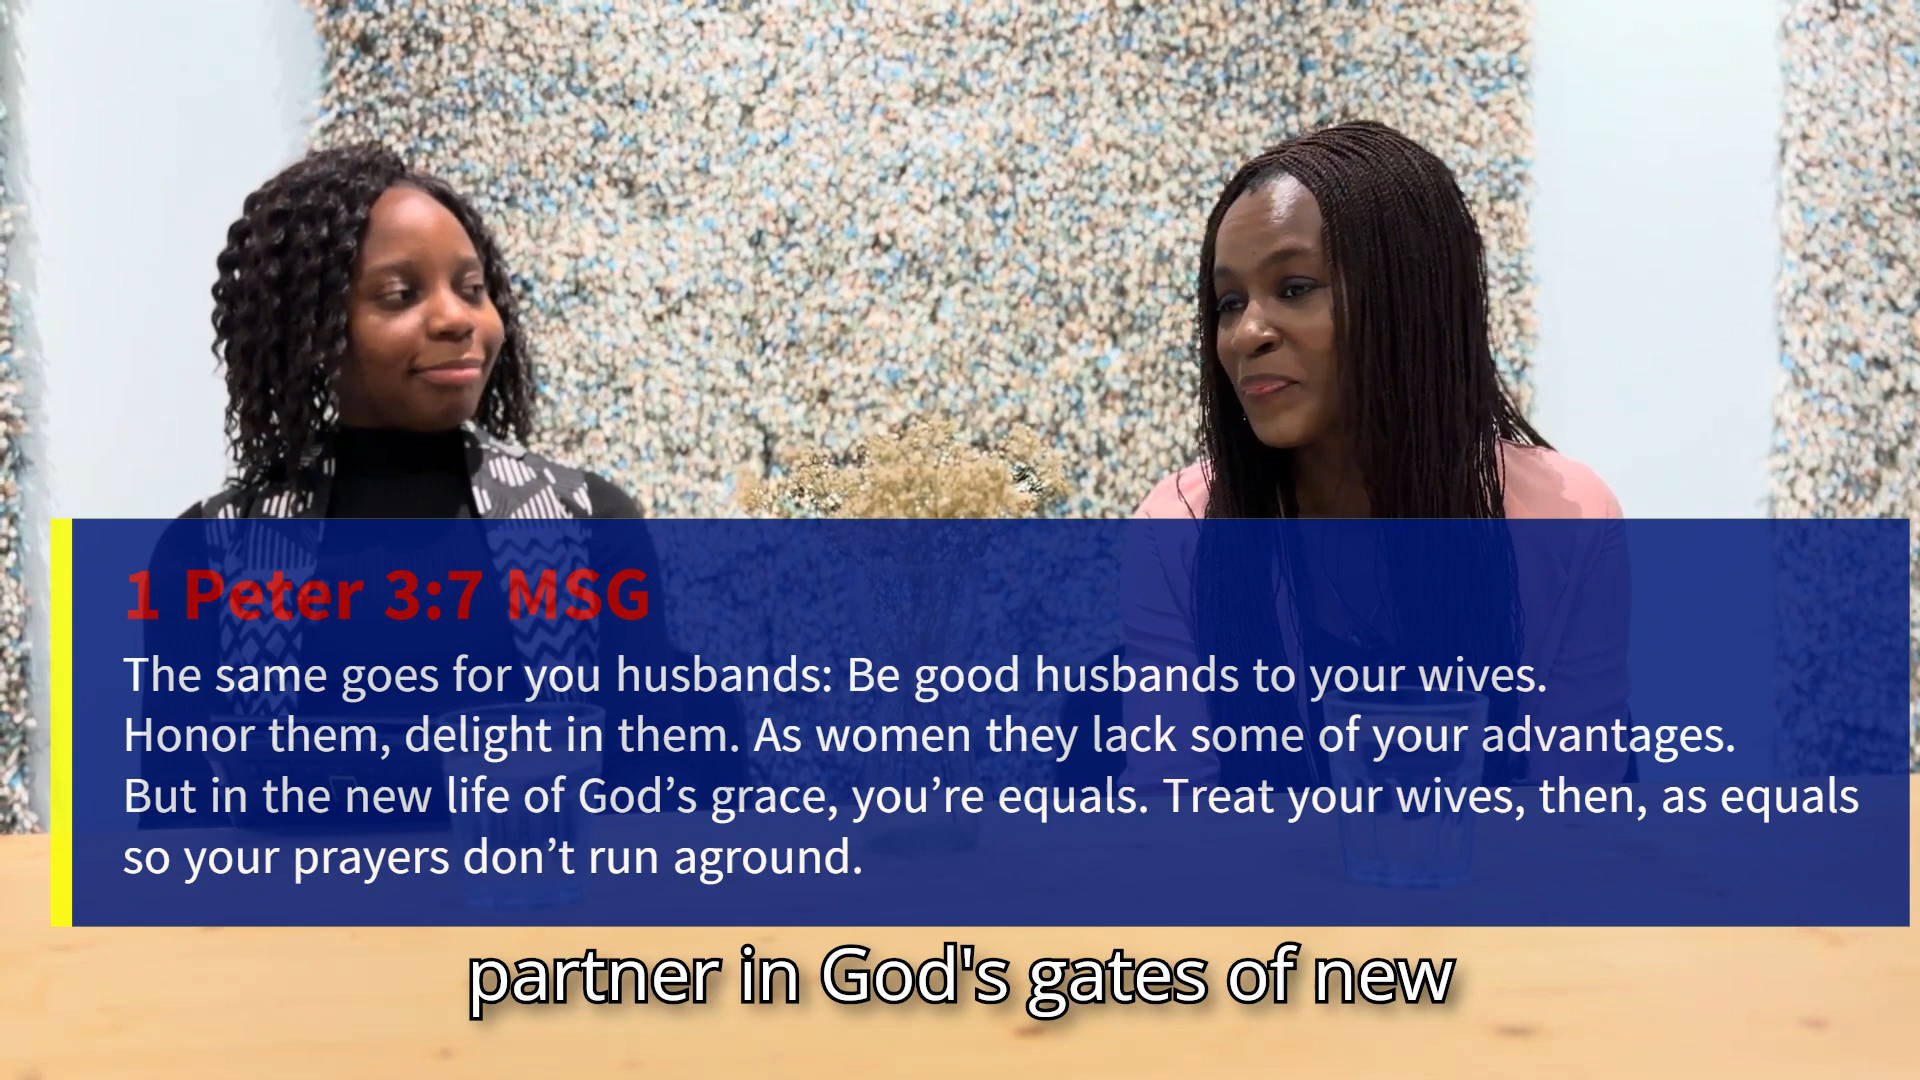 1 Peter 3:7 MSG
The same goes for you husbands: Be good husbands to your wives.
Honor them, delight in them. As women they lack some of your advantages.
But in the new life of God’s grace, you’re equals. Treat your wives, then, as equals
so your prayers don’t run aground.
partner in God's gates of new